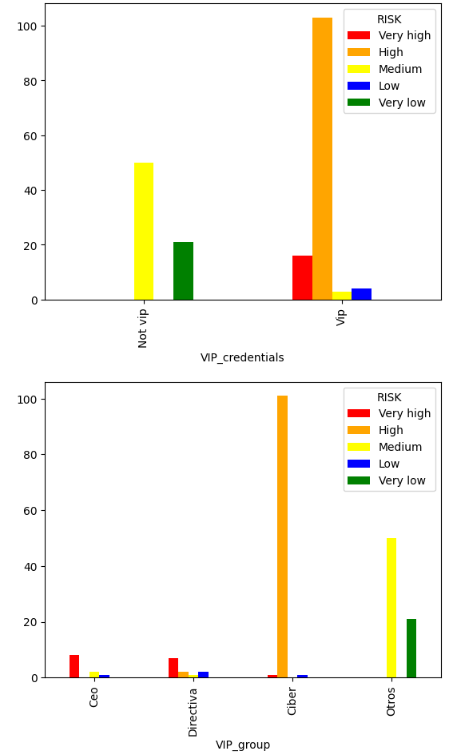 100
80
60
40
20
0
RISK
Very high
High
Medium
Low
Very low
Not vip
Vip
VIP_credentials
100
80
60
40
20
0
RISK
Very high
High
Medium
Low
Very low
Ceo
Directiva
Ciber
Otros
VIP_group